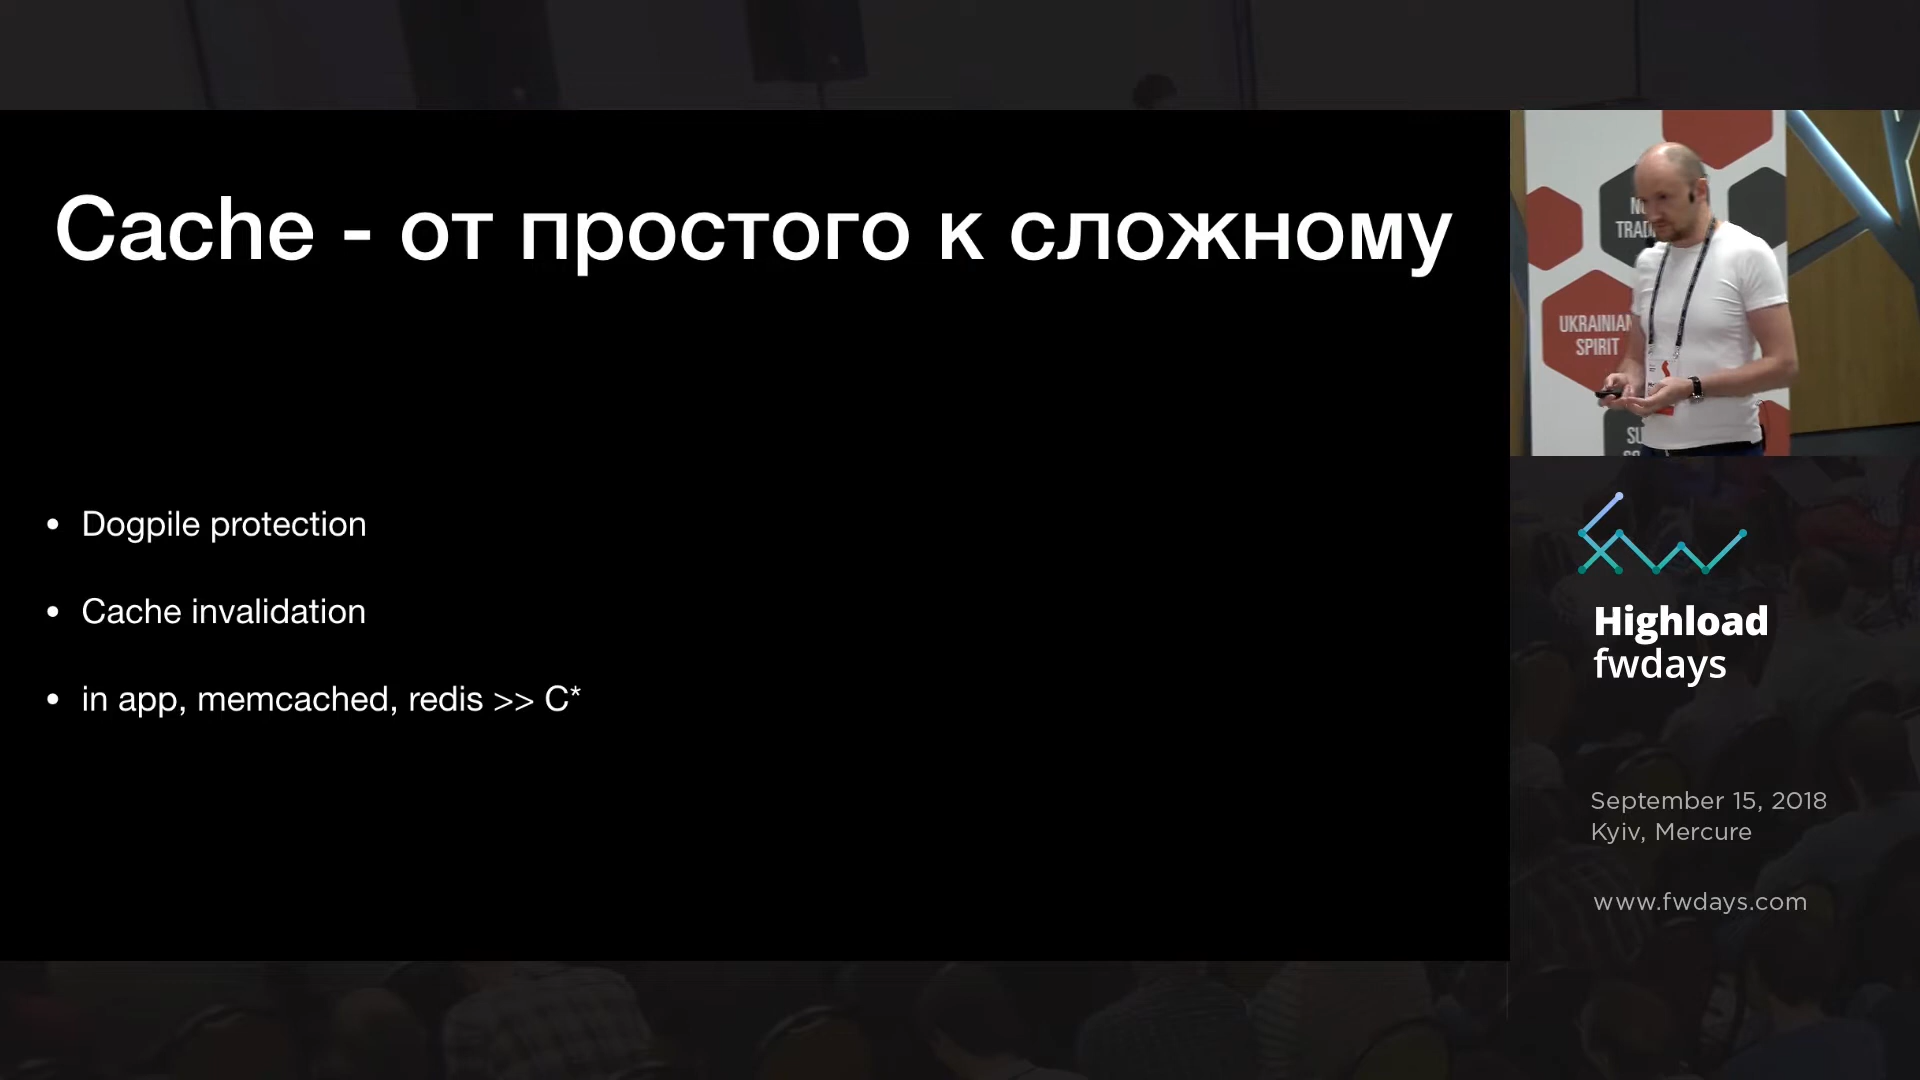 Cache - от простого к сложному
• Dogpile protection
• Cache invalidation
• in app, memcached, redis >> C*
UKRAINIAN
SPIRIT
Highload
fwdays
September 15, 2018
Kyiv, Mercure
www.fwdays.com